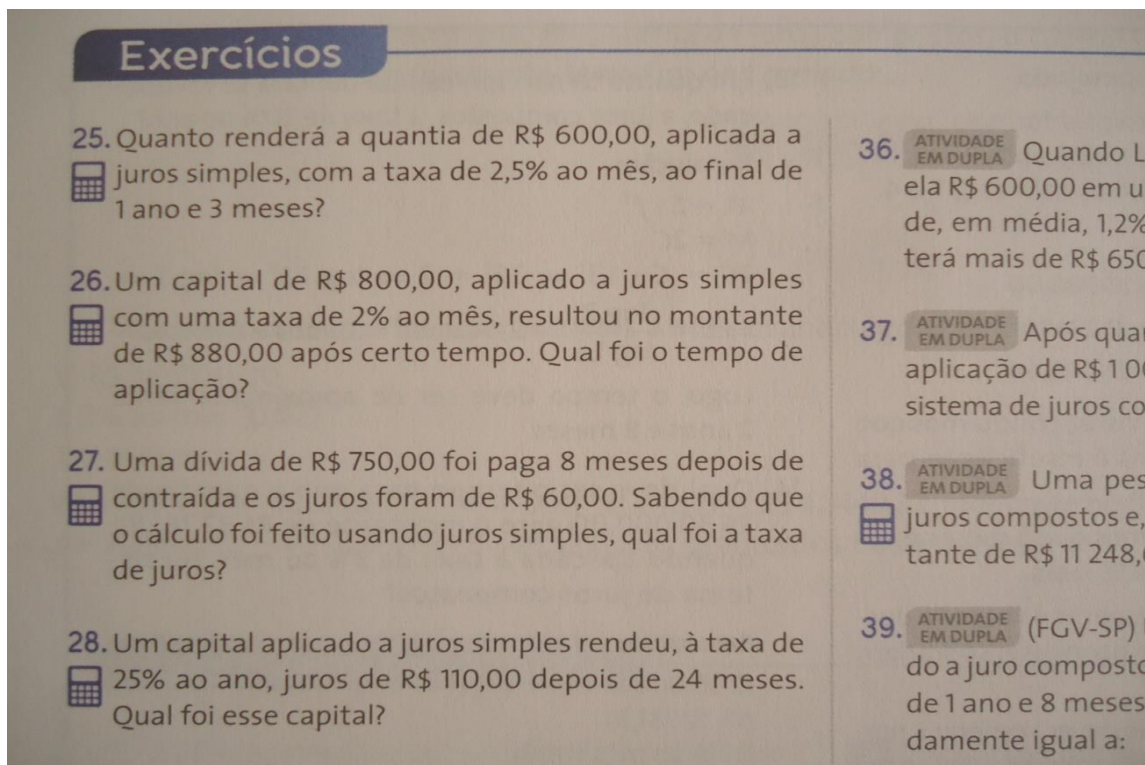 Exercícios
25. Quanto renderá a quantia de R$ 600,00, aplicada a
juros simples, com a taxa de 2,5% ao mês, ao final de
1 ano e 3 meses?
26. Um capital de R$ 800,00, aplicado a juros simples
com uma taxa de 2% ao mês, resultou no montante
de R$ 880,00 após certo tempo. Qual foi o tempo de
aplicação?
27. Uma dívida de R$ 750,00 foi paga 8 meses depois de
contraída e os juros foram de R$ 60,00. Sabendo que
o cálculo foi feito usando juros simples, qual foi a taxa
de juros?
28. Um capital aplicado a juros simples rendeu, à taxa de
25% ao ano, juros de R$ 110,00 depois de 24 meses.
Qual foi esse capital?
36. ATIVIDADE
EM DUPLA Quando
ela R$ 600,00 em
de, em média, 1,2%
terá mais de R$
37. ATIVIDADE
EM DUPLA Após
aplicação de R$
sistema de juros
38. ATIVIDADE
EM DUPLA Uma
juros compostos e,
tante de R$ 11 248,
39. ATIVIDADE
EM DUPLA (FGV-SP)
do a juro
de 1 ano e 8 meses
damente igual a: